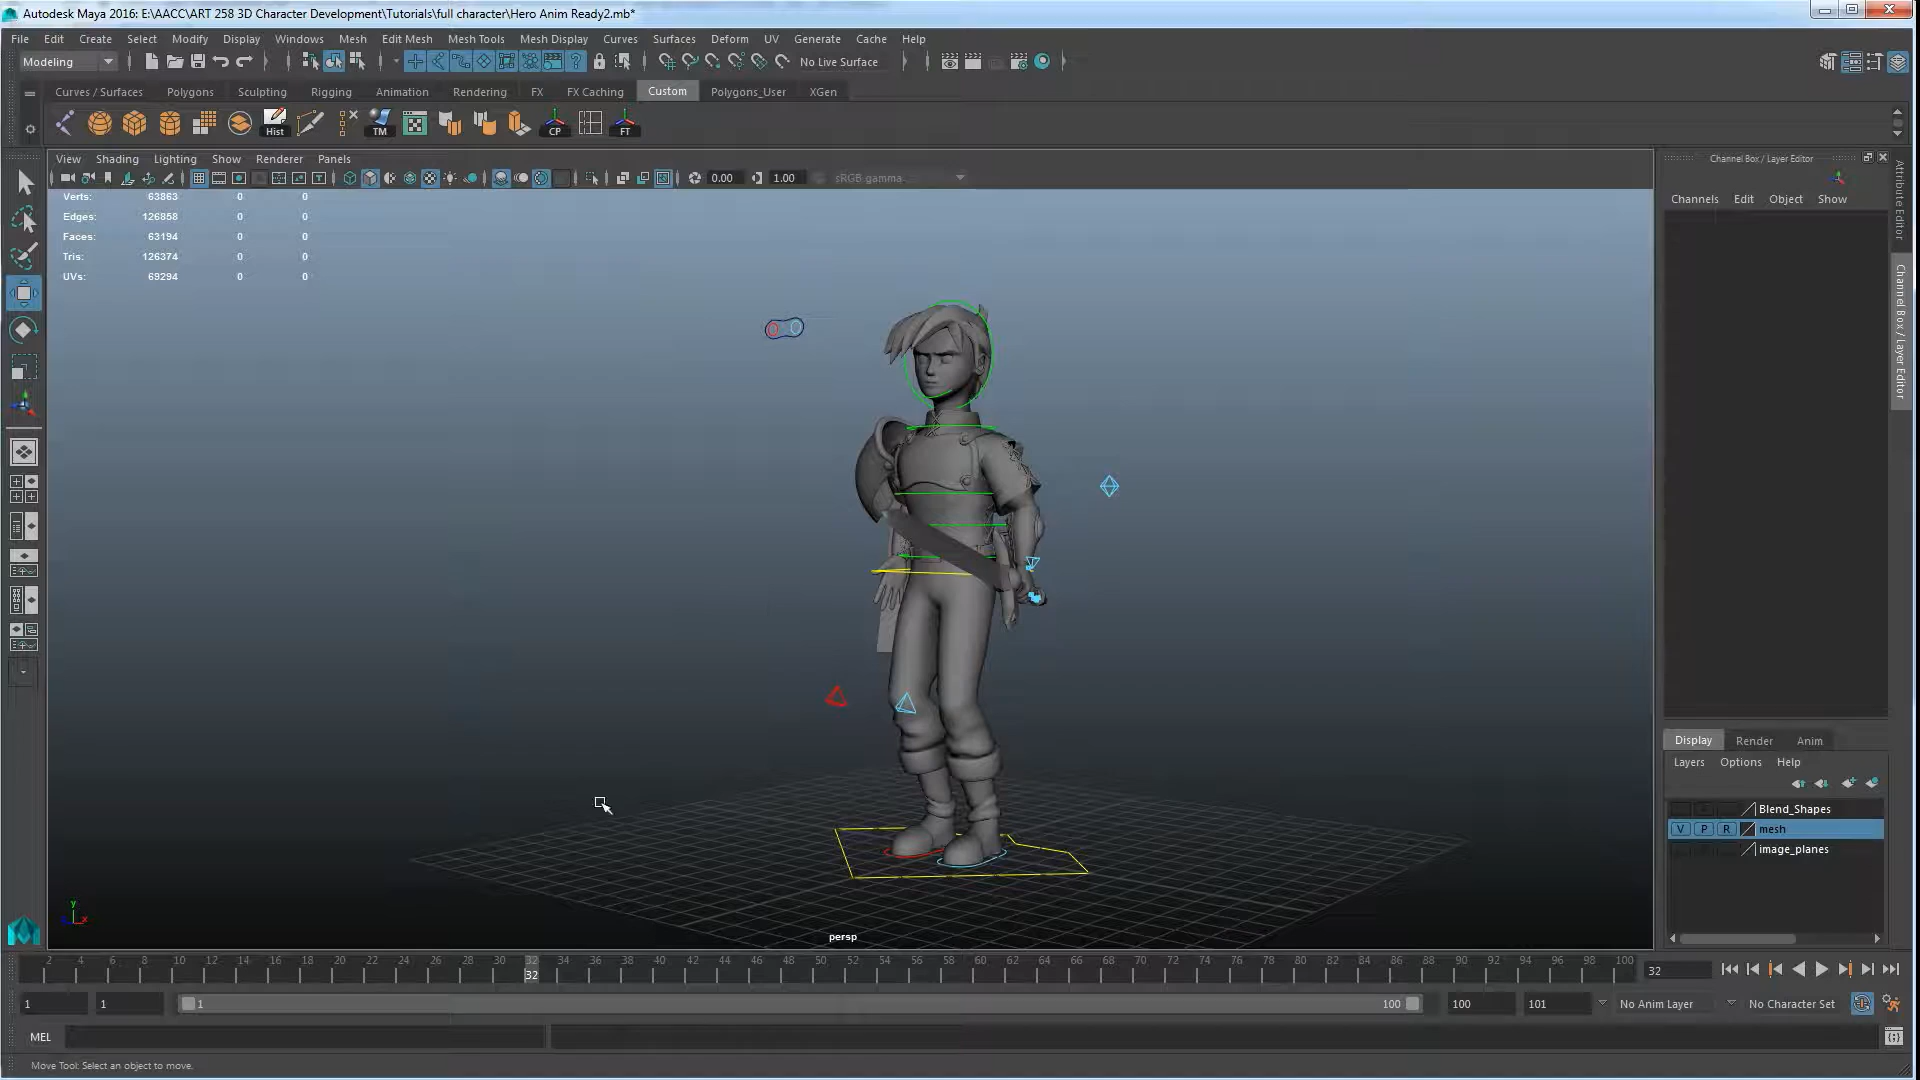 Autodesk Maya 2016: E:\AACC\ART 258 3D Character Development\Tutorials\full character\Hero Anim Ready2.mb*
File Edit Create Select Modify Display Windows Mesh Edit Mesh Mesh Tools Mesh Display Curves Surfaces Deform UV Generate Cache Help
Modeling No Live Surface
Curves / Surfaces Polygons Sculpting Rigging Animation Rendering FX FX Caching Custom Polygons_User XGen
Hist TM CP FT
View Shading Lighting Show Renderer Panels
Channel Box / Layer Editor
0.00 1.00 sRGB gamma
Channels Edit Object Show
Attribute Editor
Channel Box / Layer Editor
Verts: 63863 0 0
Edges: 126858 0 0
Faces: 63194 0 0
Tris: 126374 0 0
UVs: 69294 0 0
Display Render Anim
Layers Options Help
Blend_Shapes
V P R mesh
image_planes
y
x
persp
2 4 6 8 10 12 14 16 18 20 22 24 26 28 30 32 34 36 38 40 42 44 46 48 50 52 54 56 58 60 62 64 66 68 70 72 74 76 78 80 82 84 86 88 90 92 94 96 98 100
32 32
1 1 1 100 100 101 No Anim Layer No Character Set
MEL
Move Tool: Select an object to move.